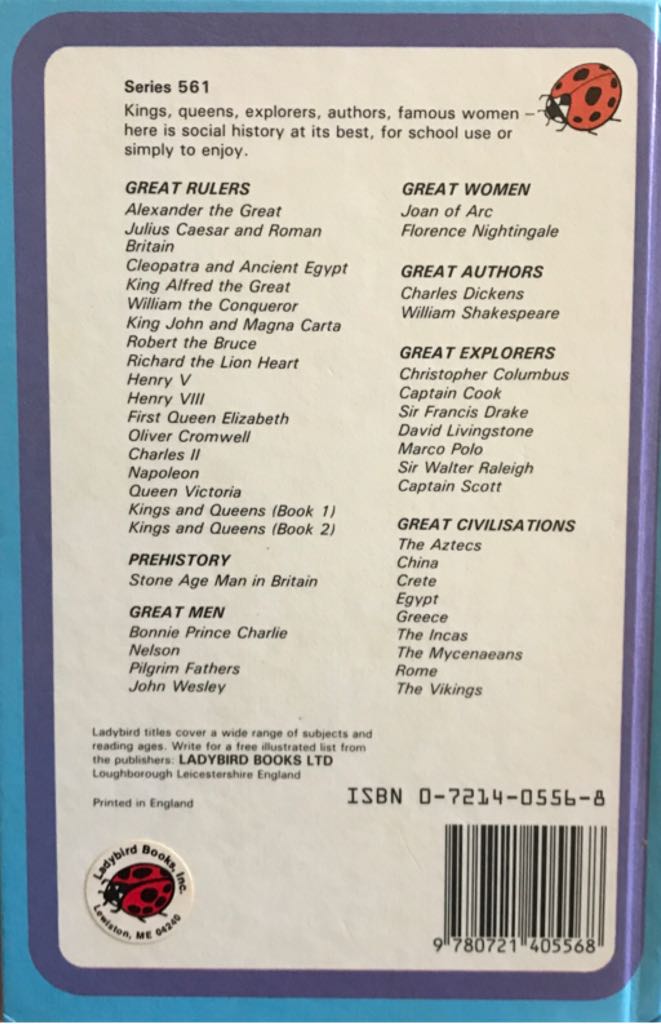 Series 561
Kings, queens, explorers, authors, famous women –
here is social history at its best, for school use or
simply to enjoy.
GREAT RULERS
Alexander the Great
Julius Caesar and Roman
Britain
Cleopatra and Ancient Egypt
King Alfred the Great
William the Conqueror
King John and Magna Carta
Robert the Bruce
Richard the Lion Heart
Henry V
Henry VIII
First Queen Elizabeth
Oliver Cromwell
Charles II
Napoleon
Queen Victoria
Kings and Queens (Book 1)
Kings and Queens (Book 2)
PREHISTORY
Stone Age Man in Britain
GREAT MEN
Bonnie Prince Charlie
Nelson
Pilgrim Fathers
John Wesley
GREAT WOMEN
Joan of Arc
Florence Nightingale
GREAT AUTHORS
Charles Dickens
William Shakespeare
GREAT EXPLORERS
Christopher Columbus
Captain Cook
Sir Francis Drake
David Livingstone
Marco Polo
Sir Walter Raleigh
Captain Scott
GREAT CIVILISATIONS
The Aztecs
China
Crete
Egypt
Greece
The Incas
The Mycenaeans
Rome
The Vikings
Ladybird titles cover a wide range of subjects and
reading ages. Write for a free illustrated list from
the publishers: LADYBIRD BOOKS LTD
Loughborough Leicestershire England
Printed in England
ISBN 0-7214-0556-8
Ladybird Books, Inc.
Lewiston, ME 04240
9 780721 405568